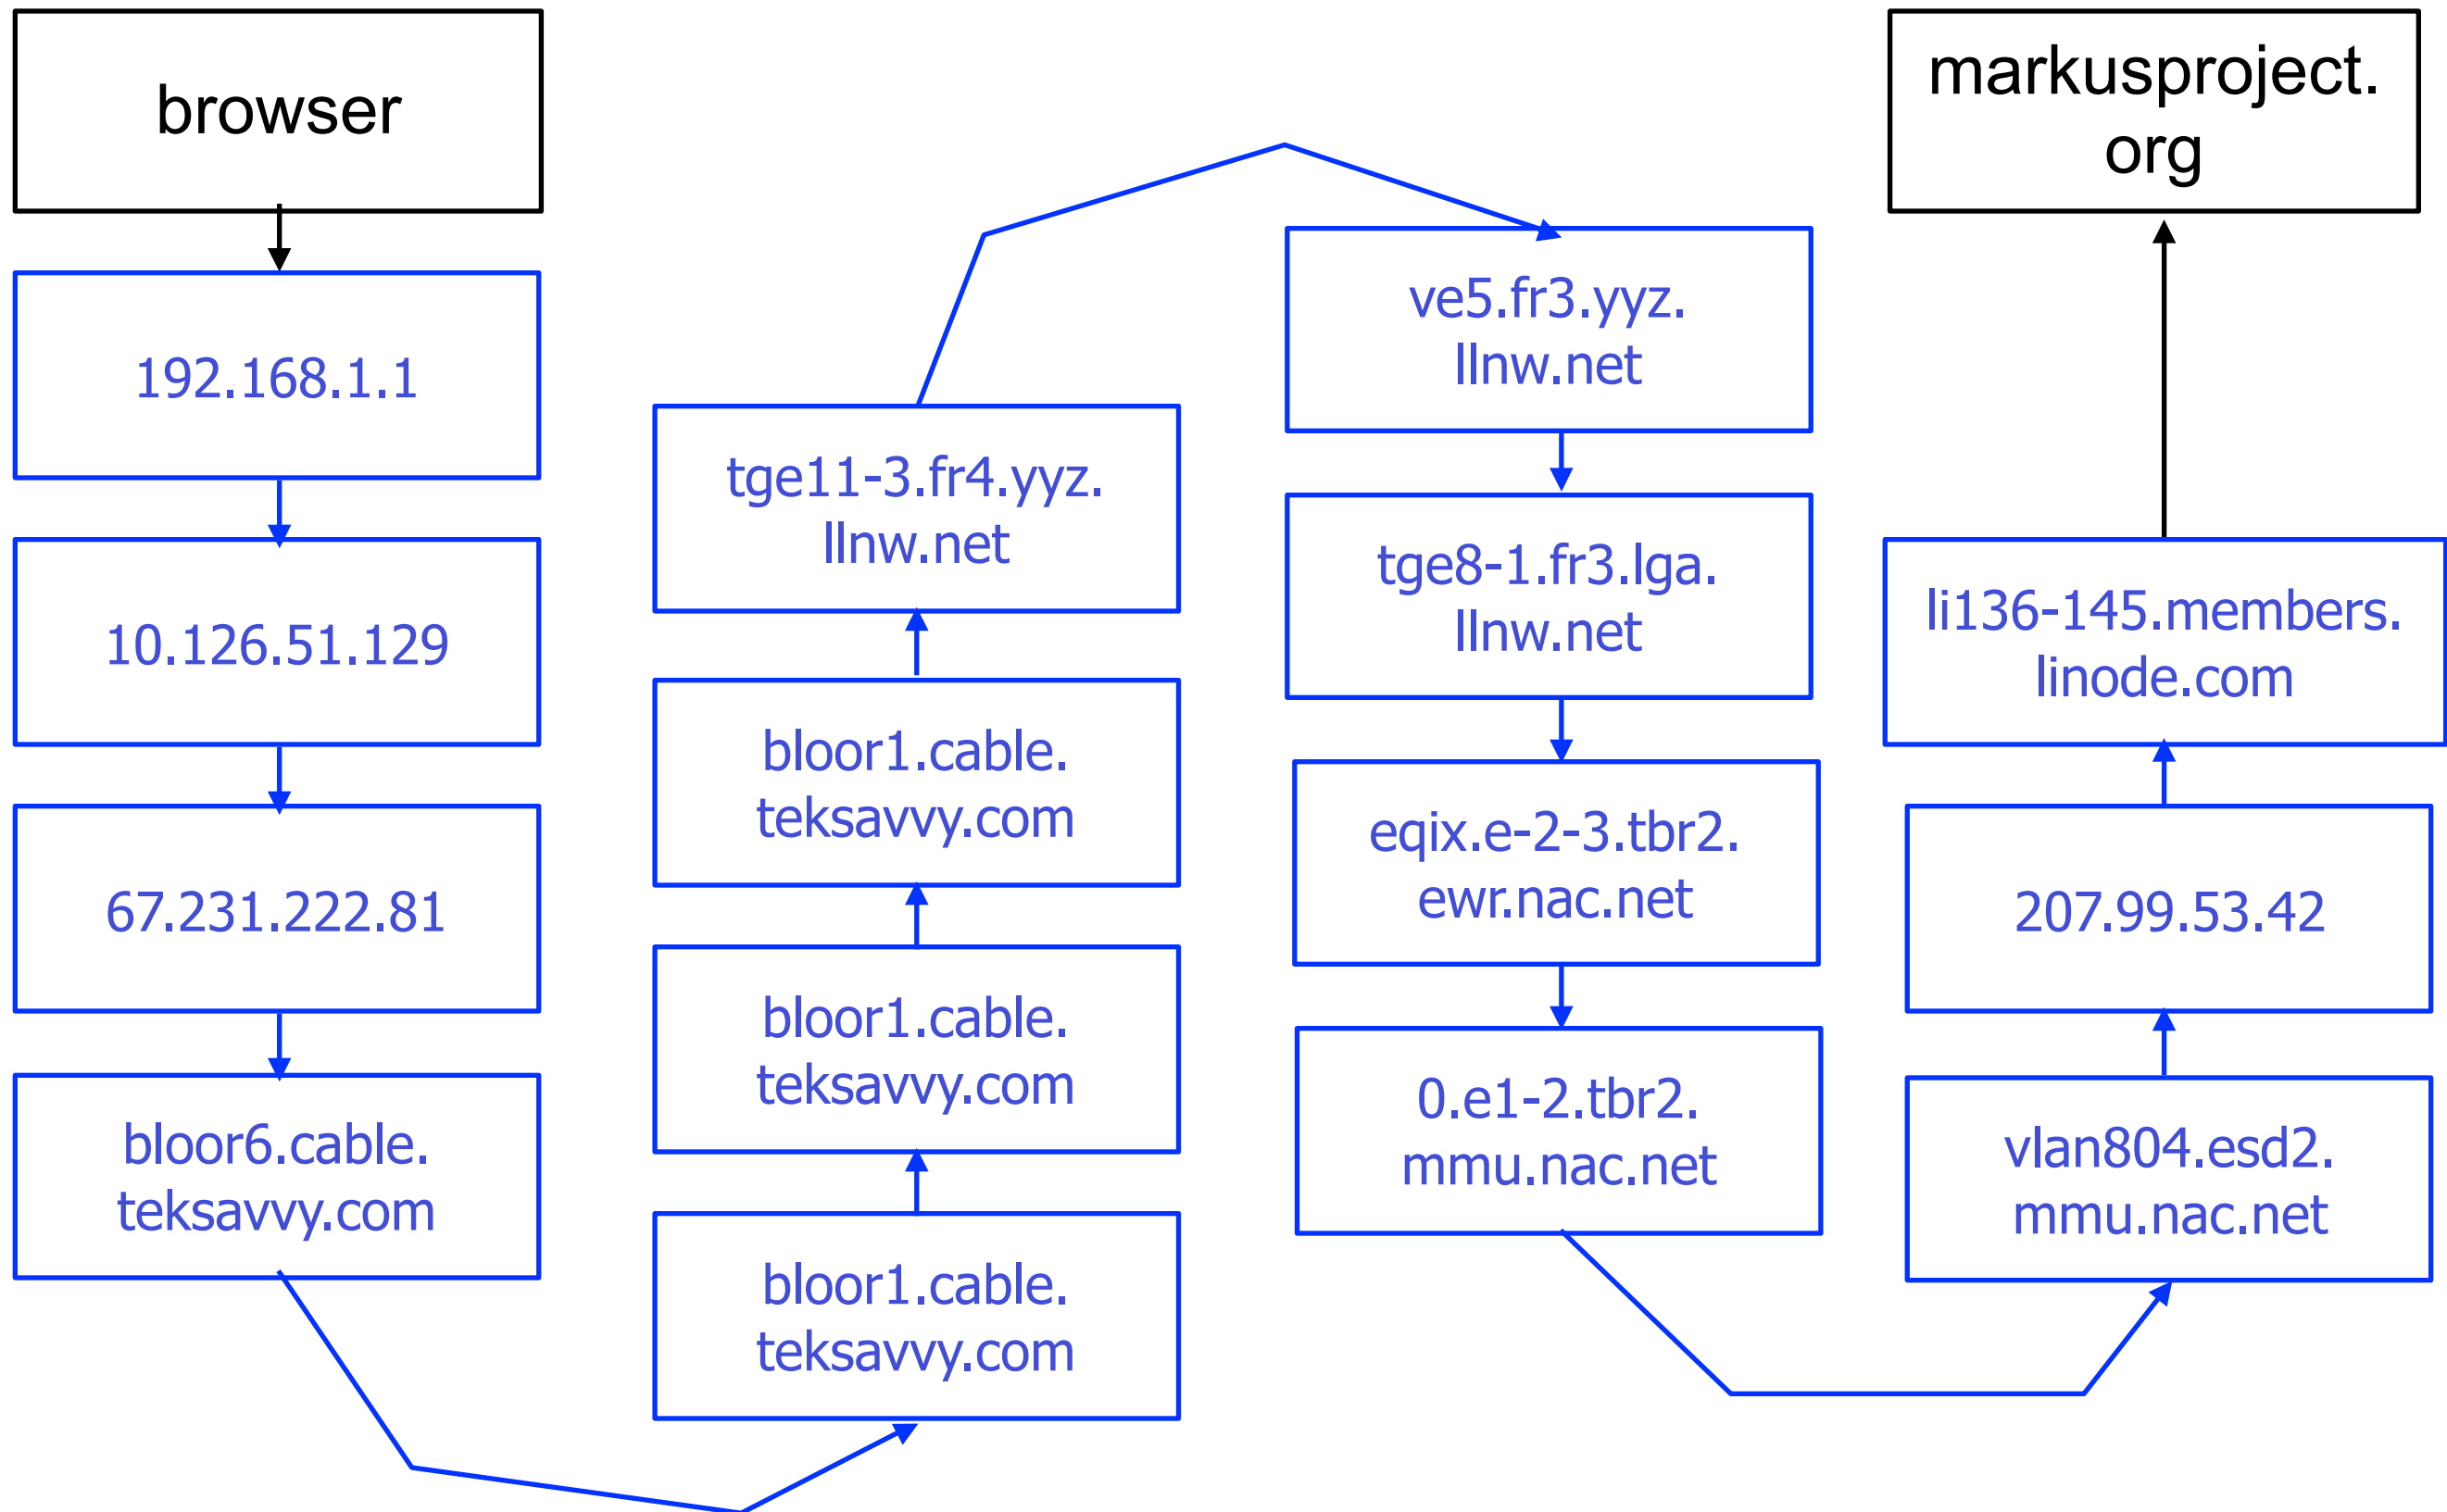 browser
192.168.1.1
10.126.51.129
67.231.222.81
bloor6.cable.
teksavvy.com
bloor1.cable.
teksavvy.com
bloor1.cable.
teksavvy.com
bloor1.cable.
teksavvy.com
tge11-3.fr4.yyz.
llnw.net
ve5.fr3.yyz.
llnw.net
tge8-1.fr3.lga.
llnw.net
eqix.e-2-3.tbr2.
ewr.nac.net
0.e1-2.tbr2.
mmu.nac.net
vlan804.esd2.
mmu.nac.net
207.99.53.42
li136-145.members.
linode.com
markusproject.
org